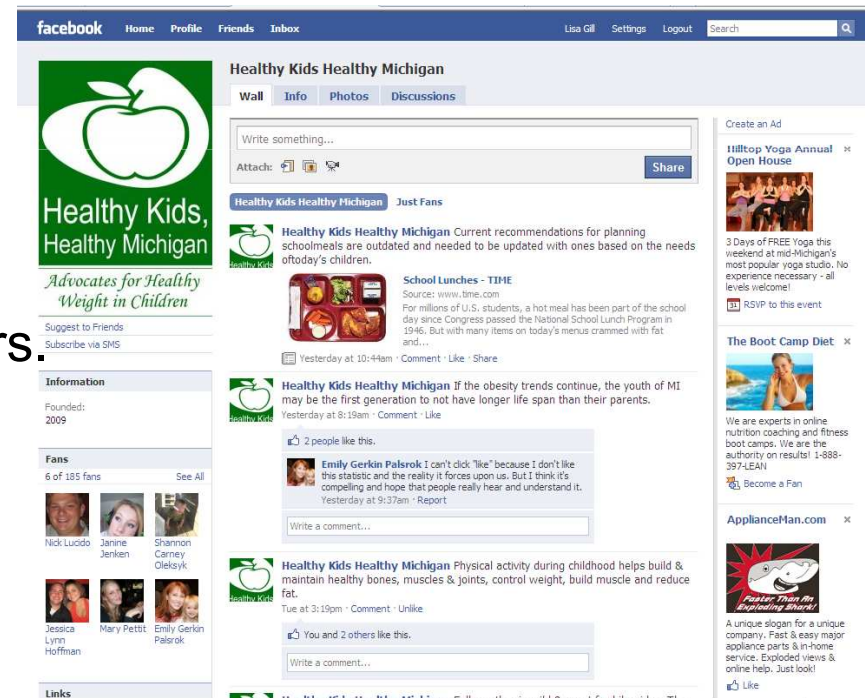 facebook Home Profile Friends Inbox Lisa Gill Settings Logout Search
Healthy Kids,
Healthy Michigan
Advocates for Healthy
Weight in Children
Suggest to Friends
Subscribe via SMS
rs.
Information
Founded:
2009
Fans
6 of 185 fans See All
Nick Lucido
Janine
Jenken
Shannon
Carney
Oleksyk
Jessica
Lynn
Hoffman
Mary Pettit
Emily Gerkin
Palsrok
Links
Healthy Kids Healthy Michigan
Wall Info Photos Discussions
Write something...
Attach: Share
Healthy Kids Healthy Michigan Just Fans
Healthy Kids
Healthy Kids Healthy Michigan Current recommendations for planning
schoolmeals are outdated and needed to be updated with ones based on the needs
oftoday's children.
School Lunches - TIME
Source: www.time.com
For millions of U.S. students, a hot meal has been part of the school
day since Congress passed the National School Lunch Program in
1946. But with many items on today's menus crammed with fat
and...
Yesterday at 10:44am · Comment · Like · Share
Healthy Kids
Healthy Kids Healthy Michigan If the obesity trends continue, the youth of MI
may be the first generation to not have longer life span than their parents.
Yesterday at 8:19am · Comment · Like
2 people like this.
Emily Gerkin Palsrok I can't click "like" because I don't like
this statistic and the reality it forces upon us. But I think it's
compelling and hope that people really hear and understand it.
Yesterday at 9:37am · Report
Write a comment...
Healthy Kids
Healthy Kids Healthy Michigan Physical activity during childhood helps build &
maintain healthy bones, muscles & joints, control weight, build muscle and reduce
fat.
Tue at 3:19pm · Comment · Unlike
You and 2 others like this.
Write a comment...
Create an Ad
Hilltop Yoga Annual
Open House
3 Days of FREE Yoga this
weekend at mid-Michigan's
most popular yoga studio. No
experience necessary - all
levels welcome!
31 RSVP to this event
The Boot Camp Diet
We are experts in online
nutrition coaching and fitness
boot camps. We are the
authority on results! 1-888-
397-LEAN
Become a Fan
ApplianceMan.com
Faster Than An
Exploding Shark!
A unique slogan for a unique
company. Fast & easy major
appliance parts & in-home
service. Exploded views &
online help. Just look!
Like